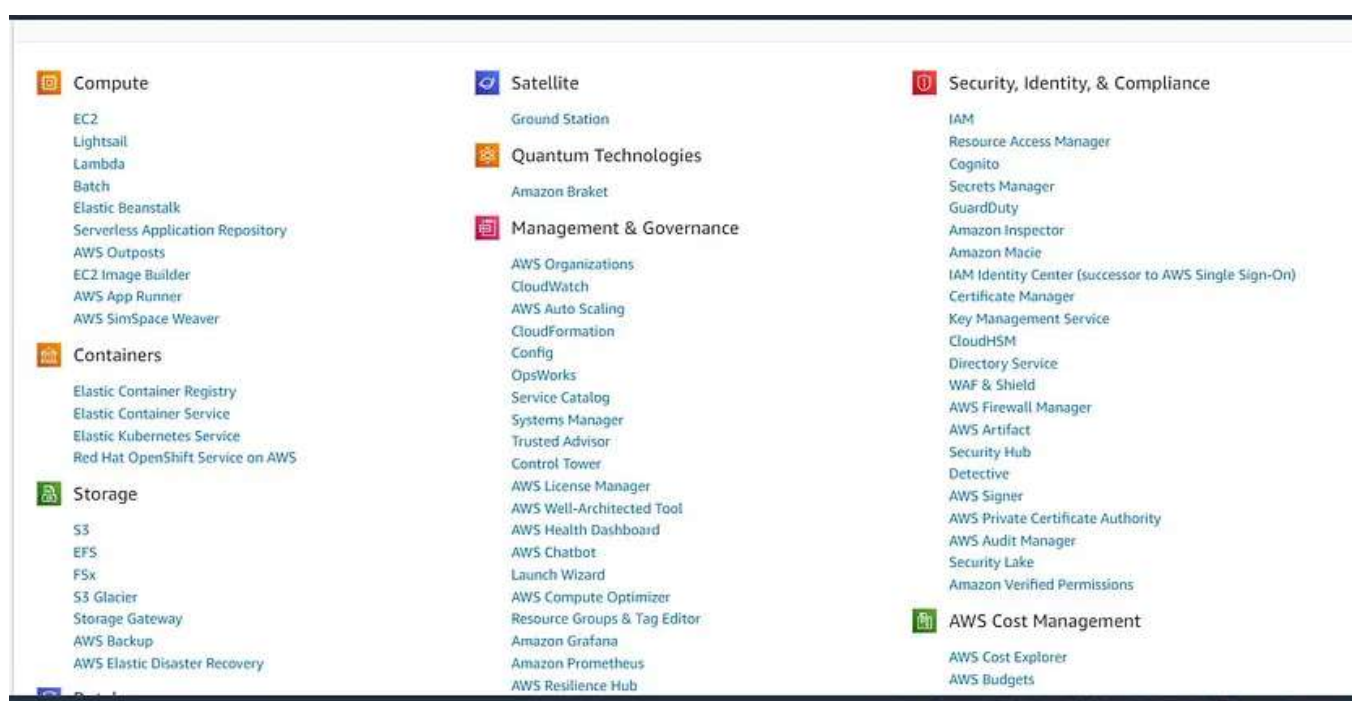 Compute
EC2
Lightsail
Lambda
Batch
Elastic Beanstalk
Serverless Application Repository
AWS Outposts
EC2 Image Builder
AWS App Runner
AWS SimSpace Weaver
Containers
Elastic Container Registry
Elastic Container Service
Elastic Kubernetes Service
Red Hat OpenShift Service on AWS
Storage
S3
EFS
FSx
S3 Glacier
Storage Gateway
AWS Backup
AWS Elastic Disaster Recovery
Satellite
Ground Station
Quantum Technologies
Amazon Braket
Management & Governance
AWS Organizations
CloudWatch
AWS Auto Scaling
CloudFormation
Config
OpsWorks
Service Catalog
Systems Manager
Trusted Advisor
Control Tower
AWS License Manager
AWS Well-Architected Tool
AWS Health Dashboard
AWS Chatbot
Launch Wizard
AWS Compute Optimizer
Resource Groups & Tag Editor
Amazon Grafana
Amazon Prometheus
AWS Resilience Hub
Security, Identity, & Compliance
IAM
Resource Access Manager
Cognito
Secrets Manager
GuardDuty
Amazon Inspector
Amazon Macie
IAM Identity Center (successor to AWS Single Sign-On)
Certificate Manager
Key Management Service
CloudHSM
Directory Service
WAF & Shield
AWS Firewall Manager
AWS Artifact
Security Hub
Detective
AWS Signer
AWS Private Certificate Authority
AWS Audit Manager
Security Lake
Amazon Verified Permissions
AWS Cost Management
AWS Cost Explorer
AWS Budgets